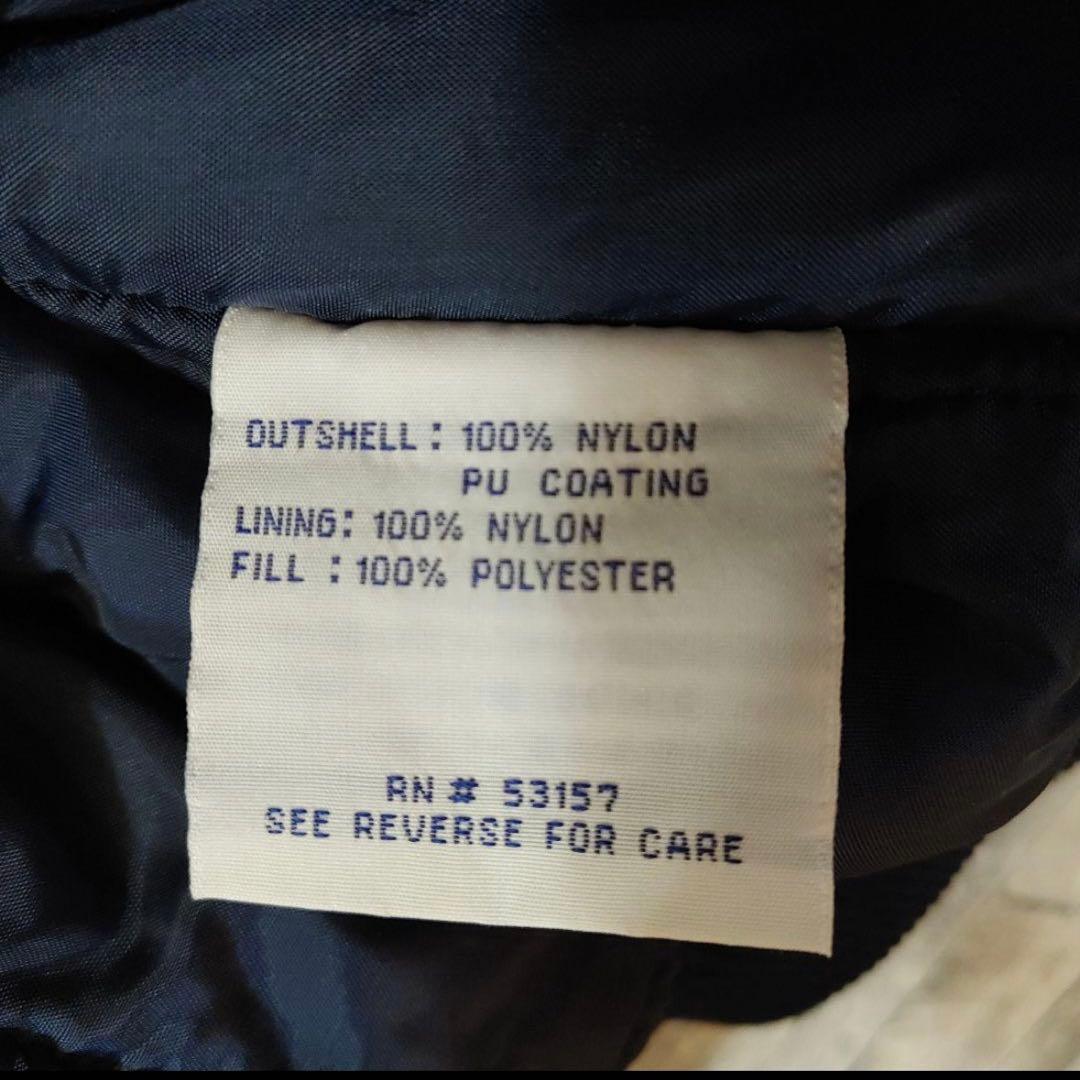 OUTSHELL: 100% NYLON
PU COATING
LINING: 100% NYLON
FILL : 100% POLYESTER
RN # 53157
SEE REVERSE FOR CARE